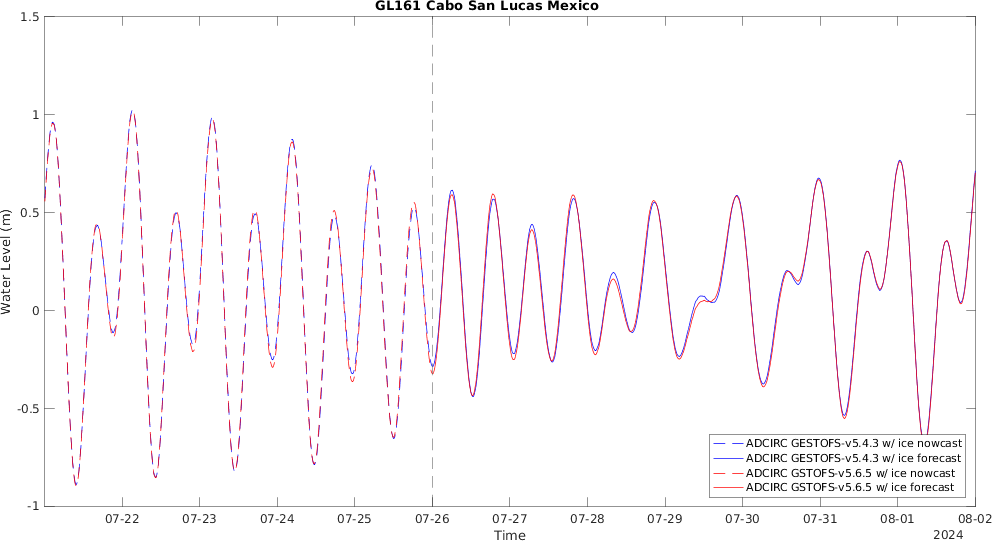 GL161 Cabo San Lucas Mexico
1.5
1
0.5
0
-0.5
-1
Water Level (m)
07-22
07-23
07-24
07-25
07-26
07-27
07-28
07-29
07-30
07-31
08-01
08-02
Time
2024
ADCIRC GESTOFS-v5.4.3 w/ ice nowcast
ADCIRC GESTOFS-v5.4.3 w/ ice forecast
ADCIRC GSTOFS-v5.6.5 w/ ice nowcast
ADCIRC GSTOFS-v5.6.5 w/ ice forecast